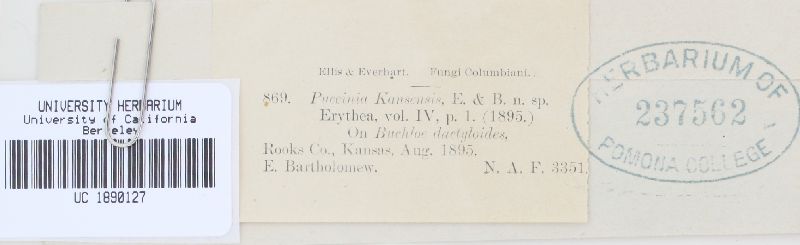 UNIVERSITY HERBARIUM
University of California
Berkeley
UC 1890127
Ellis & Everhart. Fungi Columbiani.
869. Puccinia Kansensis, E. & B. n. sp.
Erythea, vol. IV, p. 1. (1895.)
On Buchloe dactyloides,
Rooks Co., Kansas, Aug. 1895.
E. Bartholomew. N. A. F. 3351.
HERBARIUM OF
237562
POMONA COLLEGE